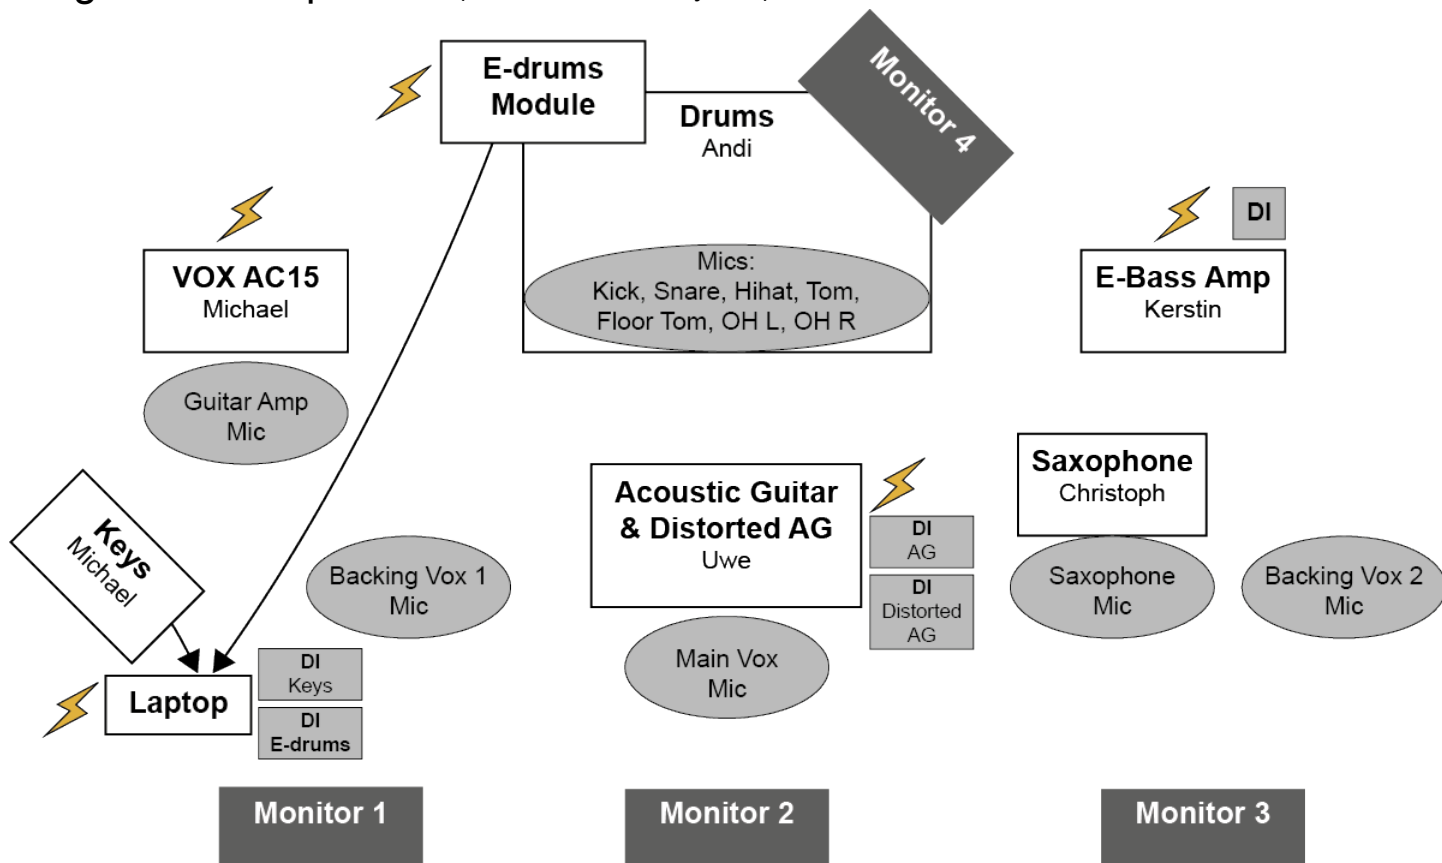 E-drums
Module
Drums
Andi
Monitor 4
DI
VOX AC15
Michael
Mics:
Kick, Snare, Hihat, Tom,
Floor Tom, OH L, OH R
E-Bass Amp
Kerstin
Guitar Amp
Mic
Keys
Michael
Backing Vox 1
Mic
Acoustic Guitar
& Distorted AG
Uwe
DI
AG
DI
Distorted
AG
Saxophone
Christoph
Saxophone
Mic
Backing Vox 2
Mic
Main Vox
Mic
Laptop
DI
Keys
DI
E-drums
Monitor 1
Monitor 2
Monitor 3